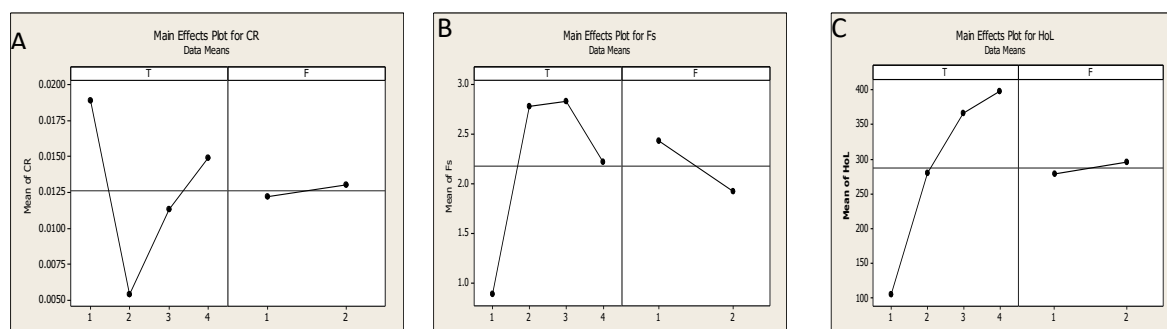 A
Main Effects Plot for CR
Data Means
T F
Mean of CR
0.0200
0.0175
0.0150
0.0125
0.0100
0.0075
0.0050
1 2 3 4 1 2
B
Main Effects Plot for Fs
Data Means
T F
Mean of Fs
3.0
2.5
2.0
1.5
1.0
1 2 3 4 1 2
C
Main Effects Plot for HoL
Data Means
T F
Mean of HoL
400
350
300
250
200
150
100
1 2 3 4 1 2